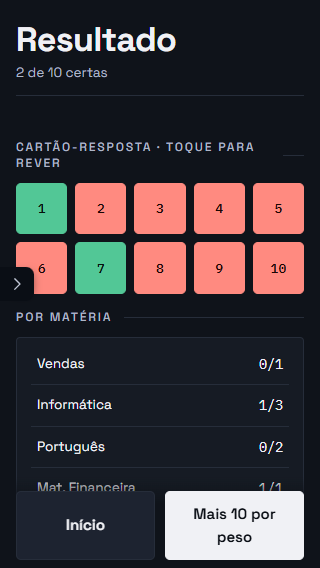 Resultado
2 de 10 certas
CARTÃO-RESPOSTA · TOQUE PARA
REVER
1 2 3 4 5
6 7 8 9 10
POR MATÉRIA
Vendas 0/1
Informática 1/3
Português 0/2
Mat. Financeira 1/1
Início
Mais 10 por
peso